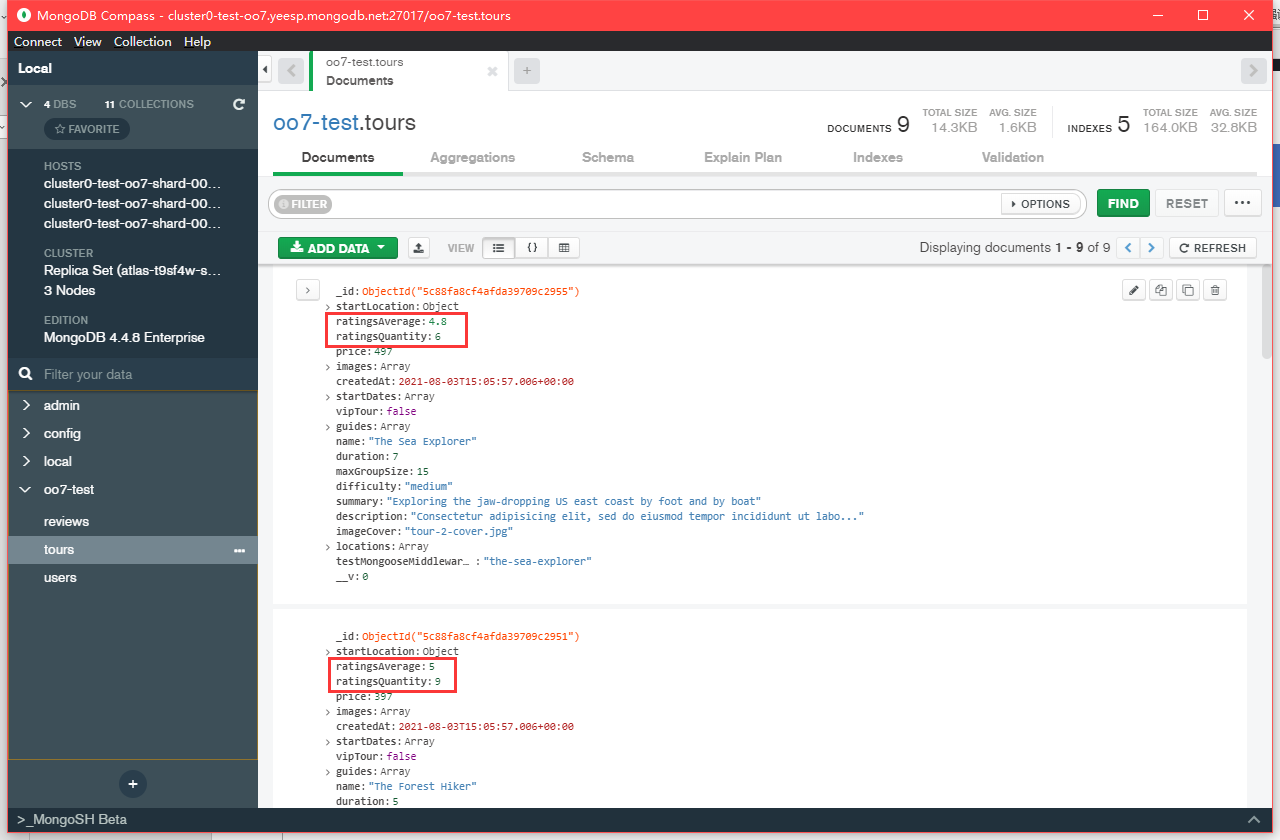 MongoDB Compass - cluster0-test-oo7.yeesp.mongodb.net:27017/oo7-test.tours
Connect View Collection Help
Local
4 DBS 11 COLLECTIONS
FAVORITE
HOSTS
cluster0-test-oo7-shard-00...
cluster0-test-oo7-shard-00...
cluster0-test-oo7-shard-00...
CLUSTER
Replica Set (atlas-t9sf4w-s...
3 Nodes
EDITION
MongoDB 4.4.8 Enterprise
Filter your data
admin
config
local
oo7-test
reviews
tours
users
oo7-test.tours
Documents
oo7-test.tours
DOCUMENTS 9
TOTAL SIZE
14.3KB
AVG. SIZE
1.6KB
INDEXES 5
TOTAL SIZE
164.0KB
AVG. SIZE
32.8KB
Documents Aggregations Schema Explain Plan Indexes Validation
FILTER
OPTIONS
FIND
RESET
ADD DATA
VIEW
Displaying documents 1 - 9 of 9
REFRESH
_id: ObjectId("5c88fa8cf4afda39709c2955")
startLocation: Object
ratingsAverage: 4.8
ratingsQuantity: 6
price: 497
images: Array
createdAt: 2021-08-03T15:05:57.006+00:00
startDates: Array
vipTour: false
guides: Array
name: "The Sea Explorer"
duration: 7
maxGroupSize: 15
difficulty: "medium"
summary: "Exploring the jaw-dropping US east coast by foot and by boat"
description: "Consectetur adipisicing elit, sed do eiusmod tempor incididunt ut labo..."
imageCover: "tour-2-cover.jpg"
locations: Array
testMongooseMiddlewar… : "the-sea-explorer"
__v: 0
_id: ObjectId("5c88fa8cf4afda39709c2951")
startLocation: Object
ratingsAverage: 5
ratingsQuantity: 9
price: 397
images: Array
createdAt: 2021-08-03T15:05:57.006+00:00
startDates: Array
vipTour: false
guides: Array
name: "The Forest Hiker"
duration: 5
>_MongoSH Beta